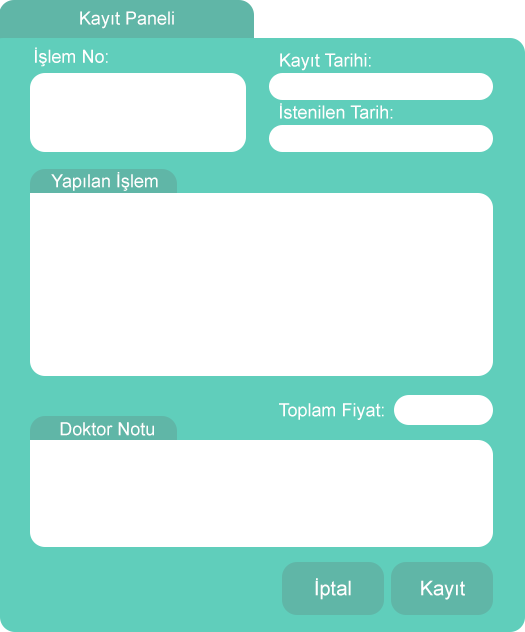 Kayıt Paneli
İşlem No:
Kayıt Tarihi:
İstenilen Tarih:
Yapılan İşlem
Toplam Fiyat:
Doktor Notu
İptal
Kayıt